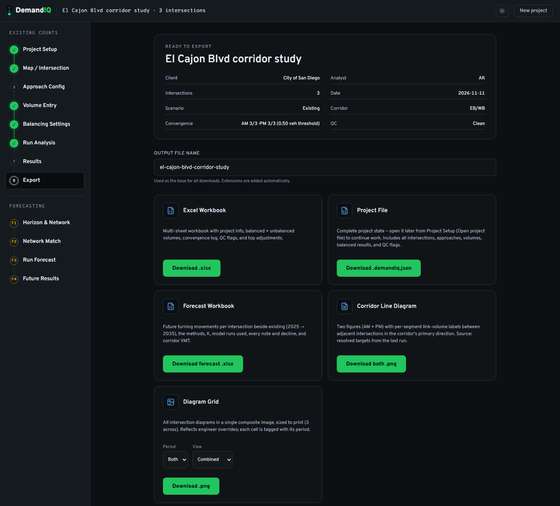 DemandIQ
El Cajon Blvd corridor study · 3 intersections
New project
EXISTING COUNTS
Project Setup
Map / Intersection
Approach Config
Volume Entry
Balancing Settings
Run Analysis
Results
8 Export
FORECASTING
F1 Horizon & Network
F2 Network Match
F3 Run Forecast
F4 Future Results
READY TO EXPORT
El Cajon Blvd corridor study
Client City of San Diego Analyst AR
Intersections 3 Date 2026-11-11
Scenario Existing Corridor EB/WB
Convergence AM 3/3 · PM 3/3 (0.50 veh threshold) QC Clean
OUTPUT FILE NAME
el-cajon-blvd-corridor-study
Used as the base for all downloads. Extensions are added automatically.
Excel Workbook
Multi-sheet workbook with project info, balanced + unbalanced
volumes, convergence log, QC flags, and top adjustments.
Download .xlsx
Project File
Complete project state — open it later from Project Setup (Open project
file) to continue work. Includes all intersections, approaches, volumes,
balanced results, and QC flags.
Download .demandiq.json
Forecast Workbook
Future turning movements per intersection beside existing (2025 →
2035), the methods, K, model runs used, every note and decline, and
corridor VMT.
Download forecast .xlsx
Corridor Line Diagram
Two figures (AM + PM) with per-segment link-volume labels between
adjacent intersections in the corridor's primary direction. Source:
resolved targets from the last run.
Download both .png
Diagram Grid
All intersection diagrams in a single composite image, sized to print (3
across). Reflects engineer overrides; each cell is tagged with its period.
Period View
Both Combined
Download .png